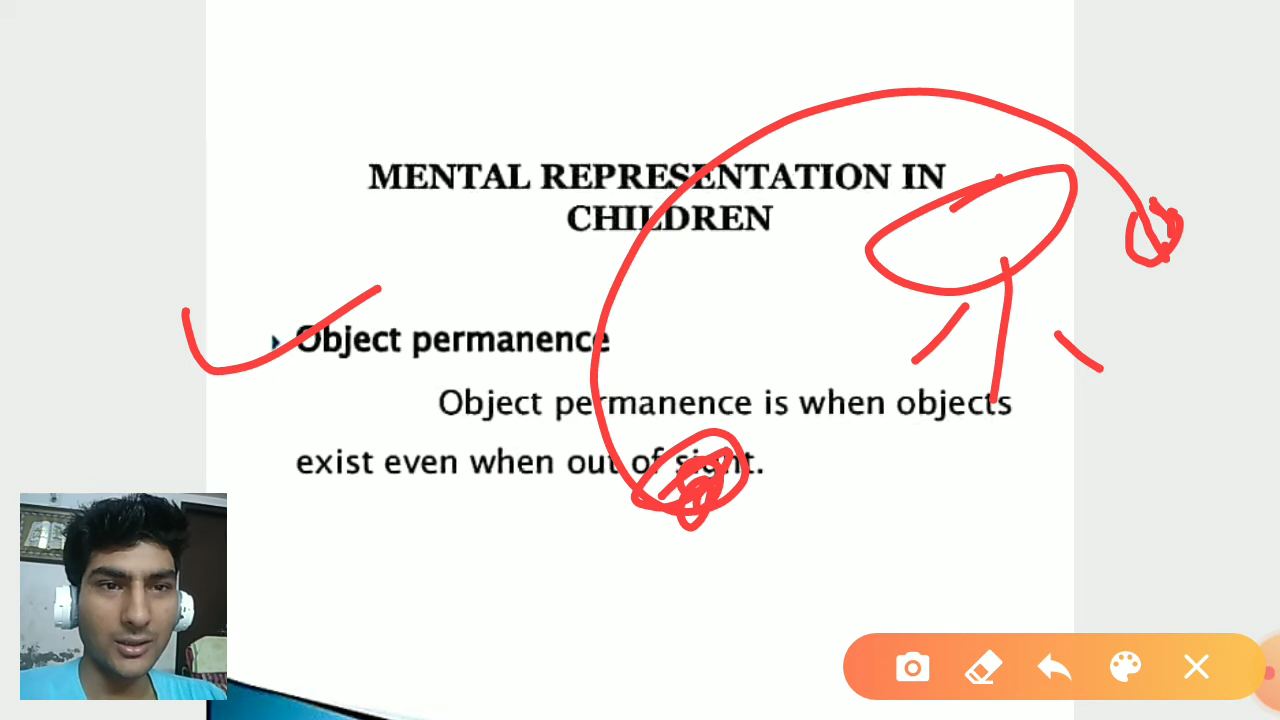 MENTAL REPRESENTATION IN
CHILDREN
Object permanence
Object permanence is when objects
exist even when out of sight.